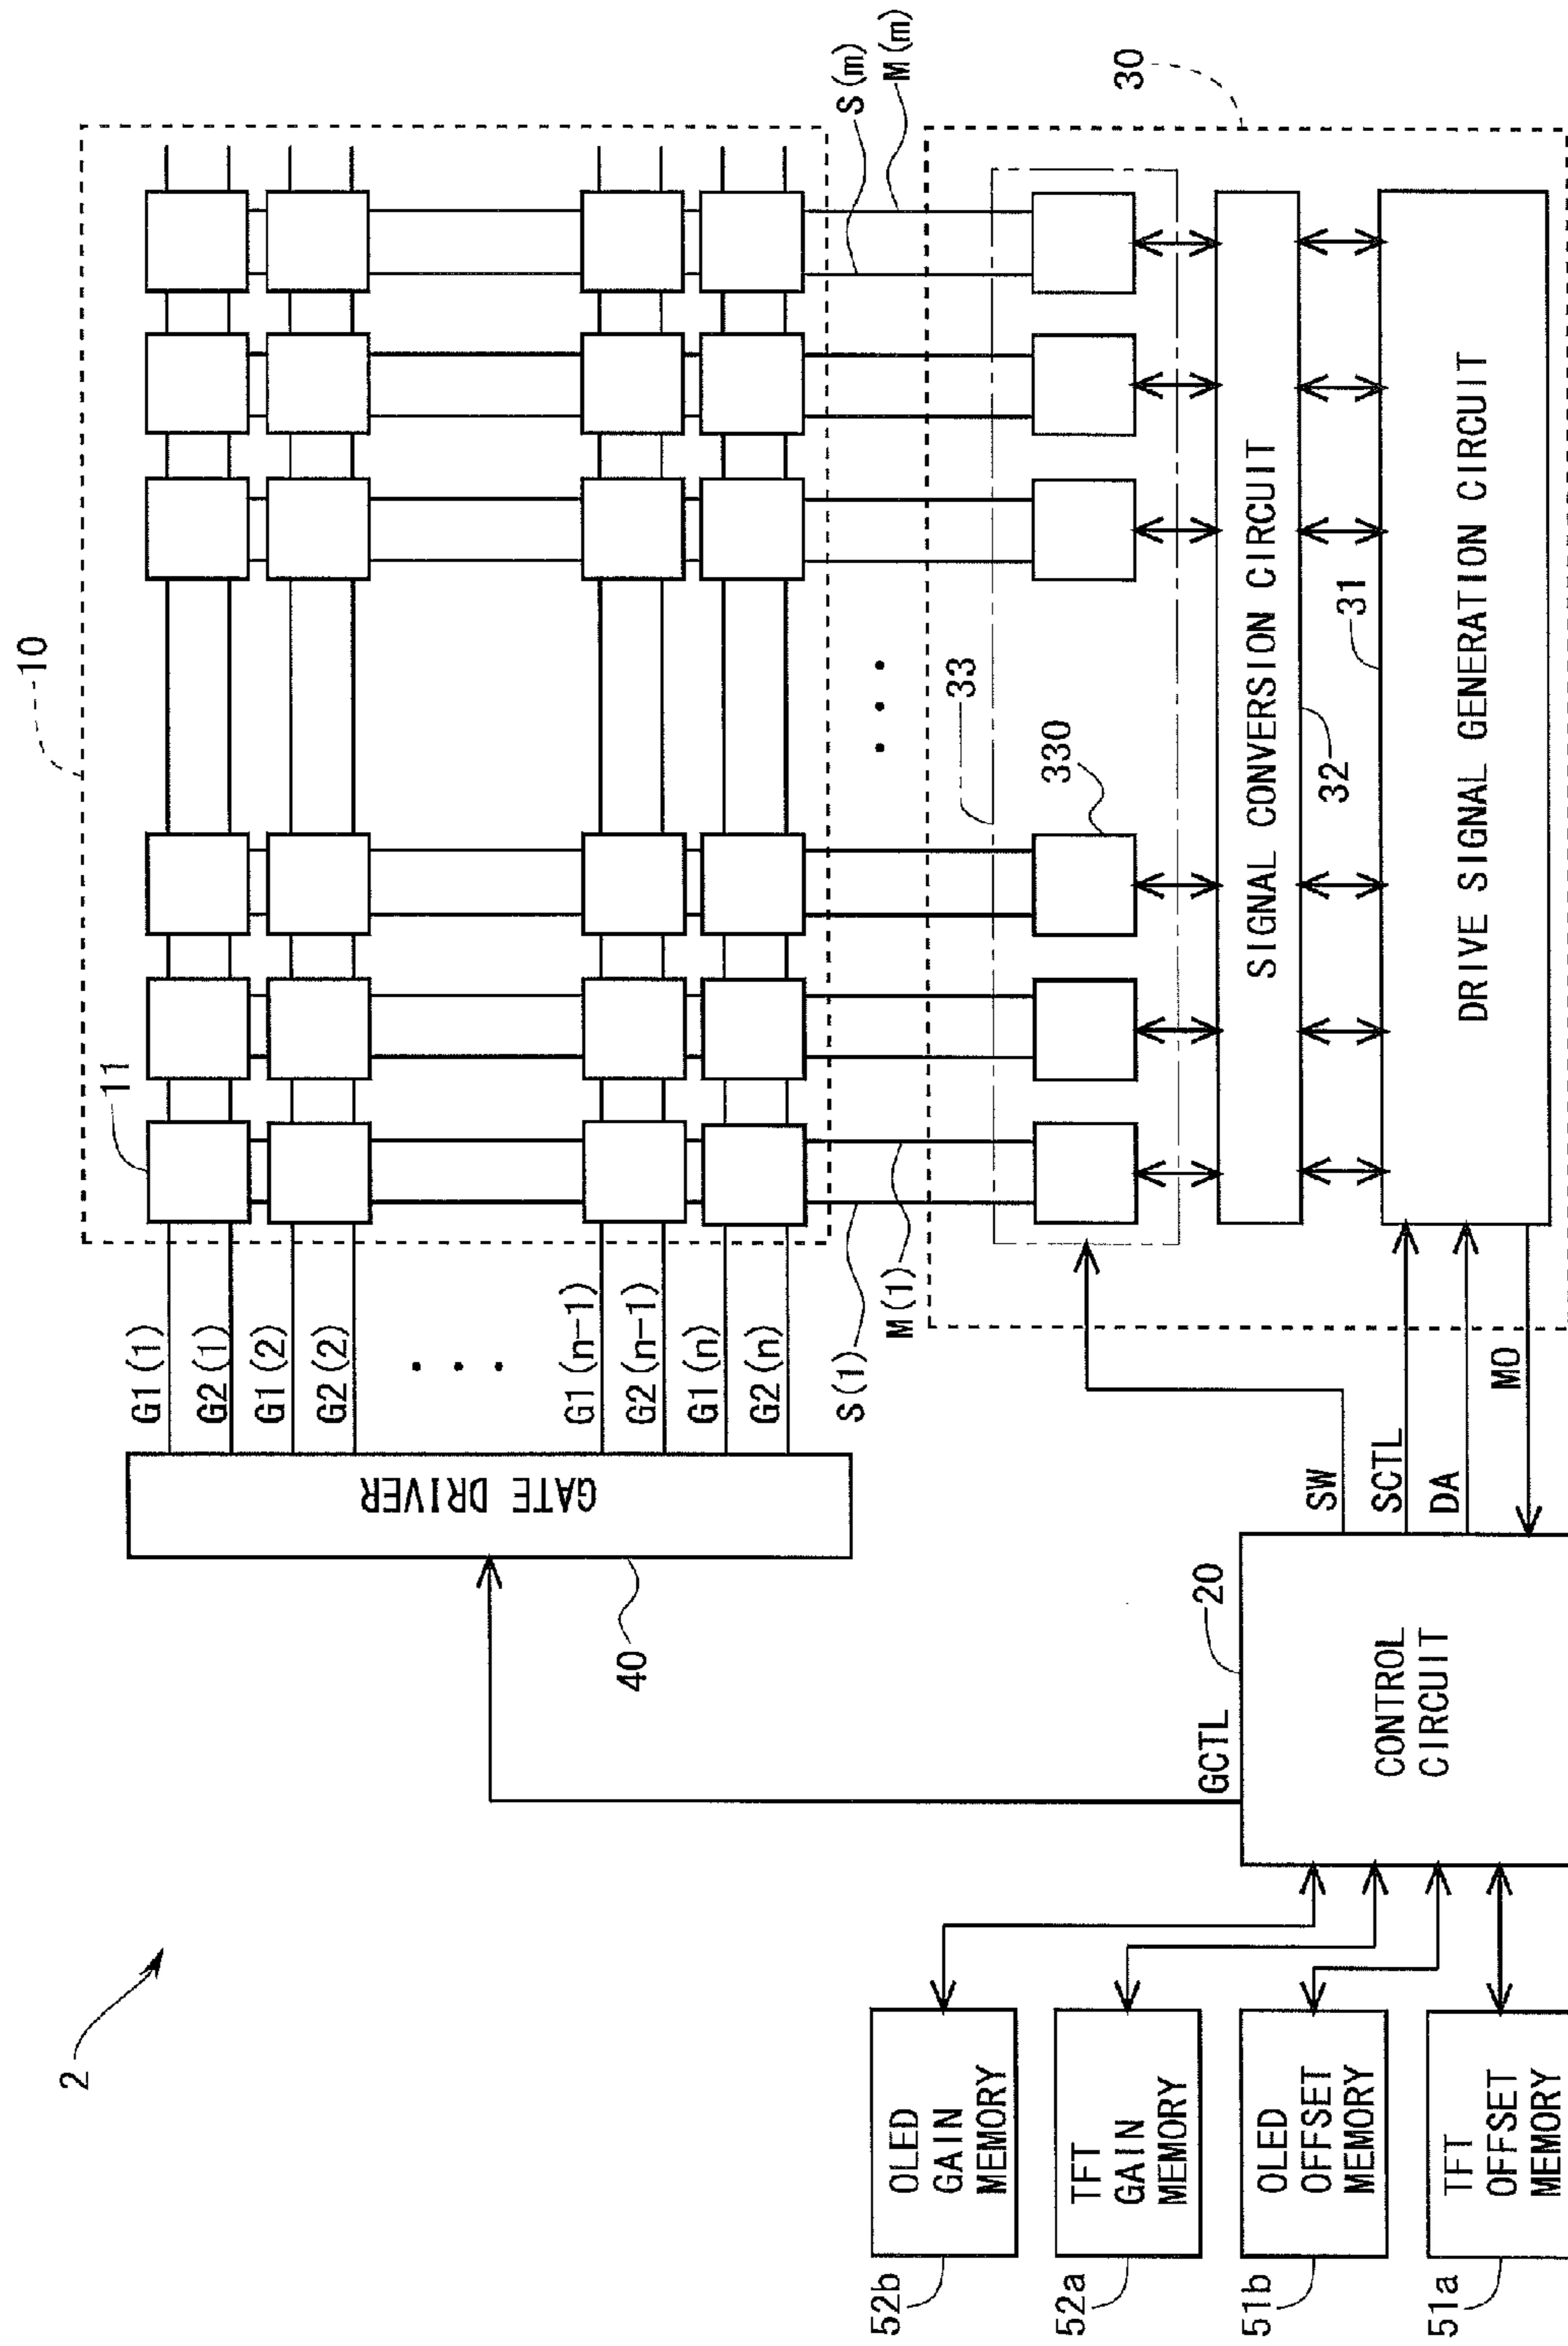 2
10
11
G1(1)
G2(1)
G1(2)
G2(2)
. . .
G1(n-1)
G2(n-1)
G1(n)
G2(n)
GATE DRIVER
40
S(1)
M(1)
. . .
S(m)
M(m)
30
33
330
SIGNAL CONVERSION CIRCUIT
32
31
DRIVE SIGNAL GENERATION CIRCUIT
SW
SCTL
DA
MO
GCTL
20
CONTROL
CIRCUIT
OLED
GAIN
MEMORY
52b
TFT
GAIN
MEMORY
52a
OLED
OFFSET
MEMORY
51b
TFT
OFFSET
MEMORY
51a